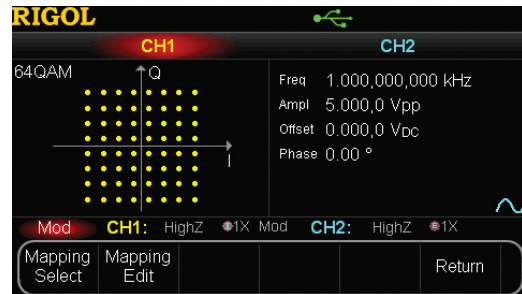 RIGOL
CH1
CH2
64QAM
Q
I
Freq 1.000,000,000 kHz
Ampl 5.000,0 Vpp
Offset 0.000,0 VDC
Phase 0.00 °
Mod CH1: HighZ 1X Mod CH2: HighZ 1X
Mapping Select
Mapping Edit
Return